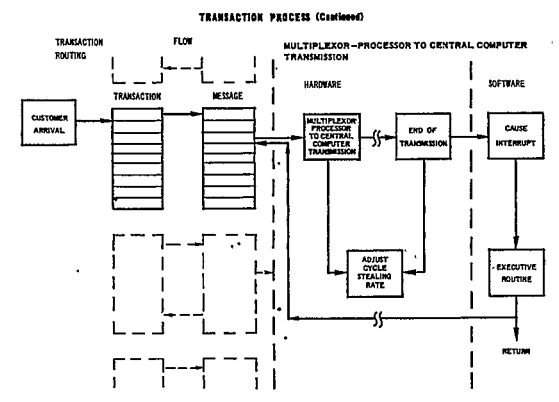 TRANSACTION PROCESS (Continued)
TRANSACTION
ROUTING
FLOW
MULTIPLEXOR-PROCESSOR TO CENTRAL COMPUTER
TRANSMISSION
HARDWARE
SOFTWARE
TRANSACTION
MESSAGE
CUSTOMER
ARRIVAL
MULTIPLEXOR
PROCESSOR
TO CENTRAL
COMPUTER
TRANSMISSION
END OF
TRANSMISSION
CAUSE
INTERRUPT
ADJUST
CYCLE
STEALING
RATE
EXECUTIVE
ROUTINE
RETURN